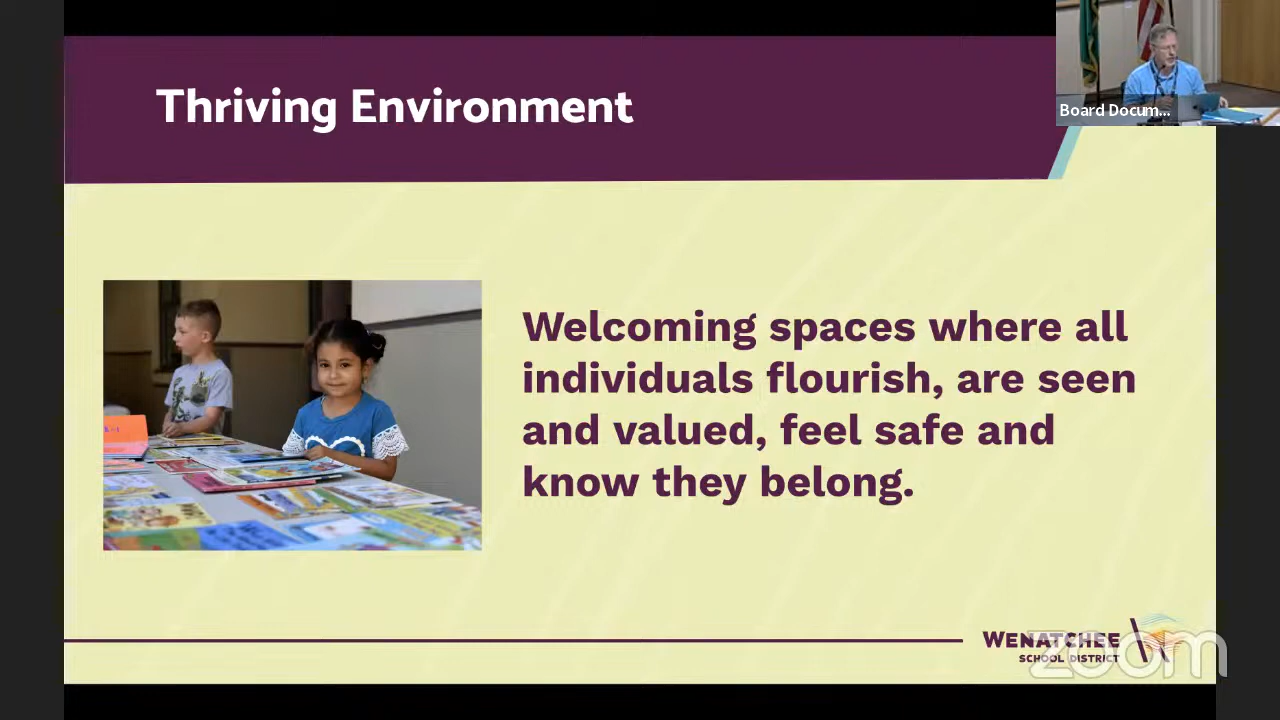 Thriving Environment
Board Docum...
Welcoming spaces where all
individuals flourish, are seen
and valued, feel safe and
know they belong.
WENATCHEE
SCHOOL DISTRICT
zoom